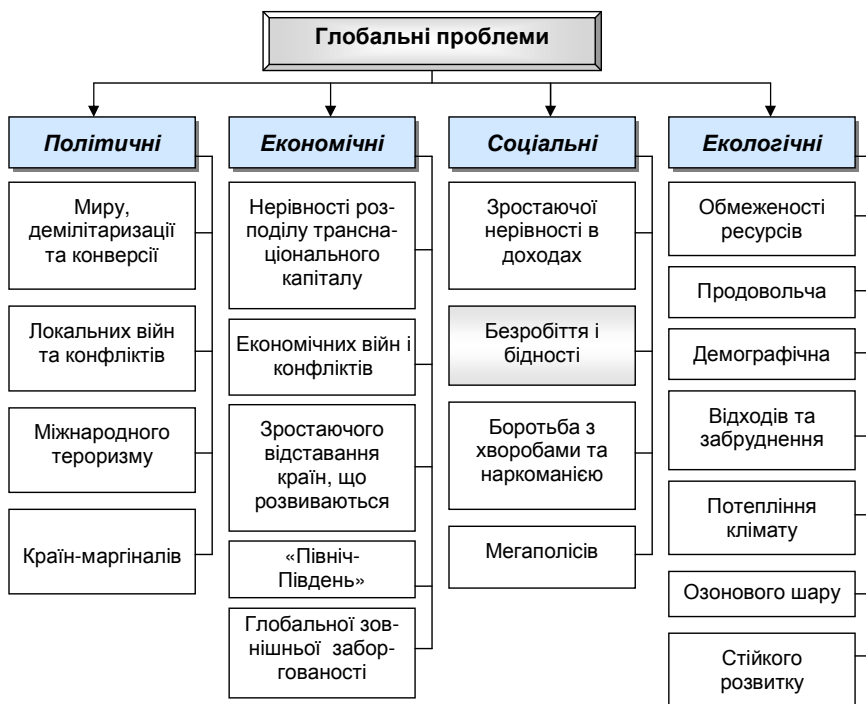 Глобальні проблеми
Політичні
Миру,
демілітаризації
та конверсії
Локальних війн
та конфліктів
Міжнародного
тероризму
Країн-маргіналів
Економічні
Нерівності роз-
поділу трансна-
ціонального
капіталу
Економічних війн і
конфліктів
Зростаючого
відставання
країн, що
розвиваються
«Північ-
Південь»
Глобальної зов-
нішньої забор-
гованості
Соціальні
Зростаючої
нерівності в
доходах
Безробіття і
бідності
Боротьба з
хворобами та
наркоманією
Мегаполісів
Екологічні
Обмеженості
ресурсів
Продовольча
Демографічна
Відходів та
забруднення
Потепління
клімату
Озонового шару
Стійкого
розвитку